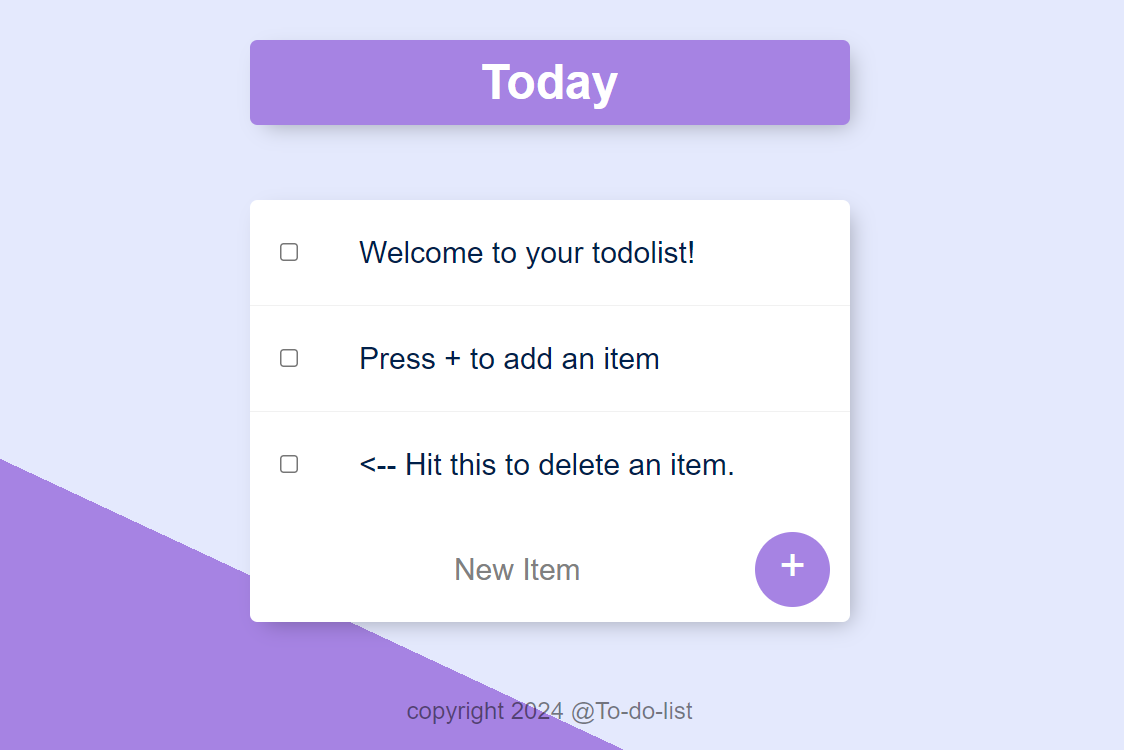 Today
Welcome to your todolist!
Press + to add an item
<-- Hit this to delete an item.
New Item
+
copyright 2024 @To-do-list